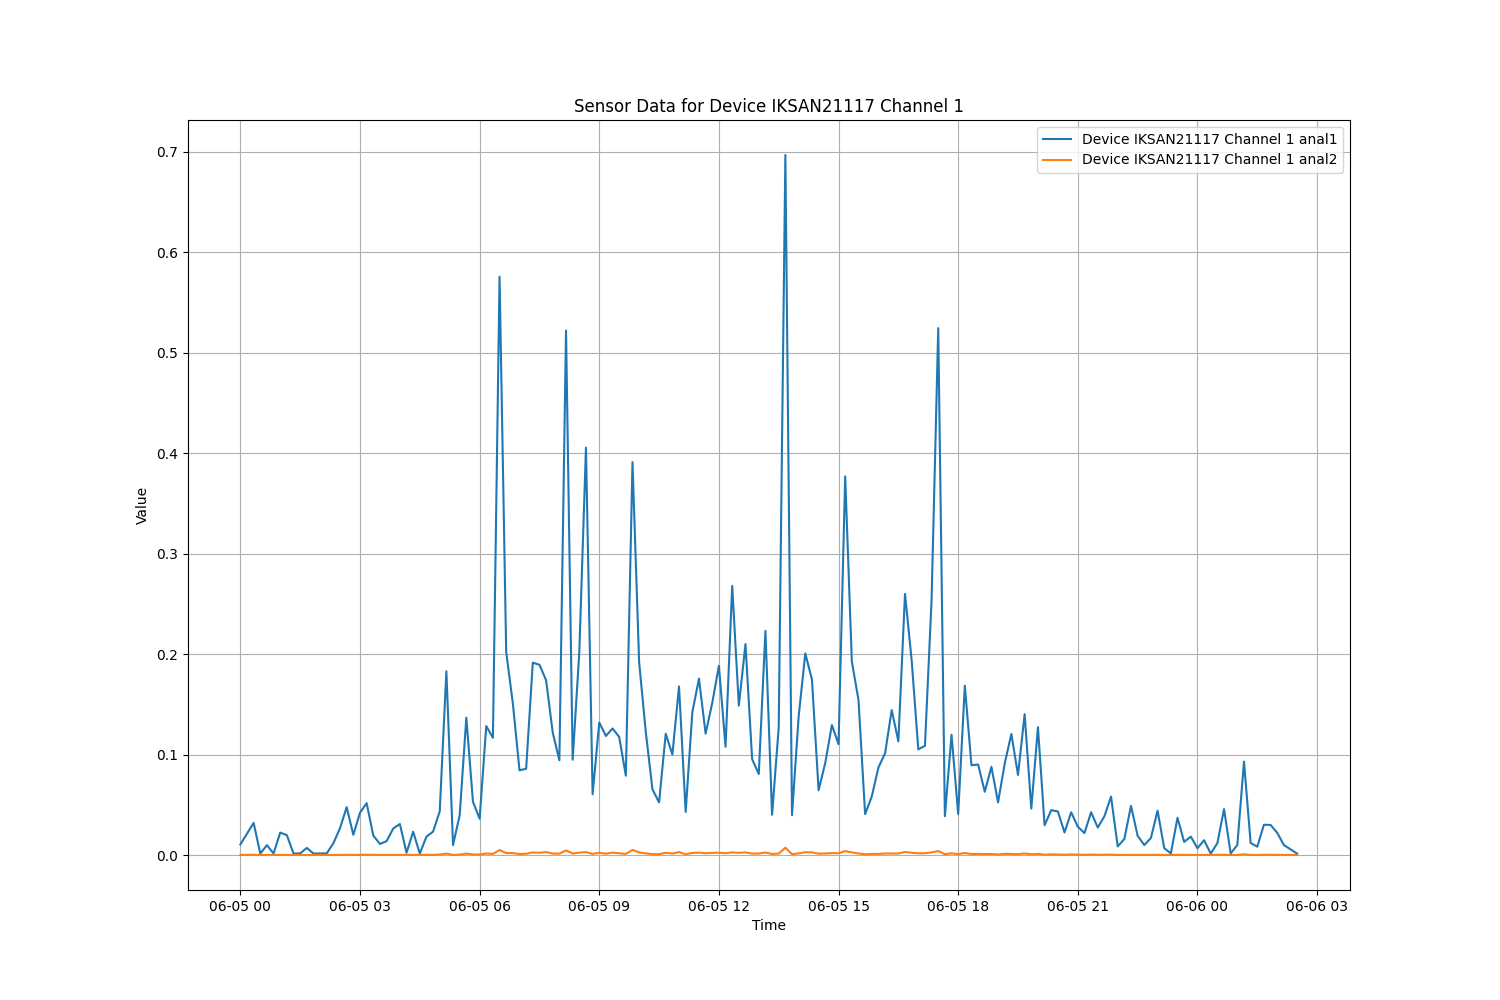 Sensor Data for Device IKSAN21117 Channel 1
Device IKSAN21117 Channel 1 anal1
Device IKSAN21117 Channel 1 anal2
0.7
0.6
0.5
0.4
0.3
0.2
0.1
0.0
Value
06-05 00 06-05 03 06-05 06 06-05 09 06-05 12 06-05 15 06-05 18 06-05 21 06-06 00 06-06 03
Time